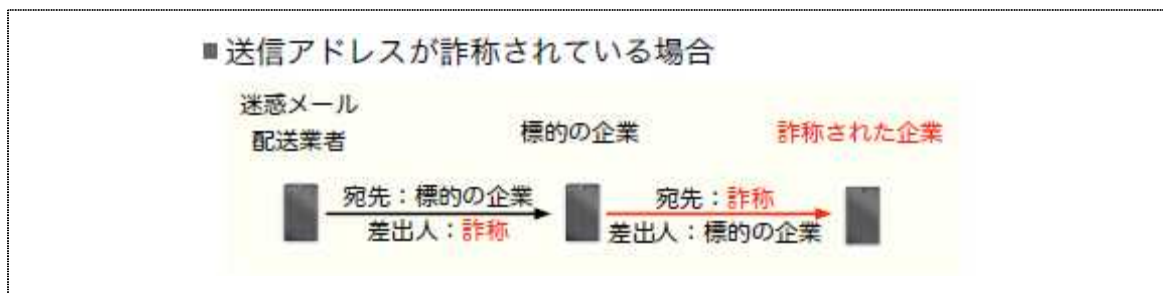 ■送信アドレスが詐称されている場合
迷惑メール
配送業者
標的の企業
詐称された企業
宛先：標的の企業
差出人：詐称
宛先：詐称
差出人：標的の企業